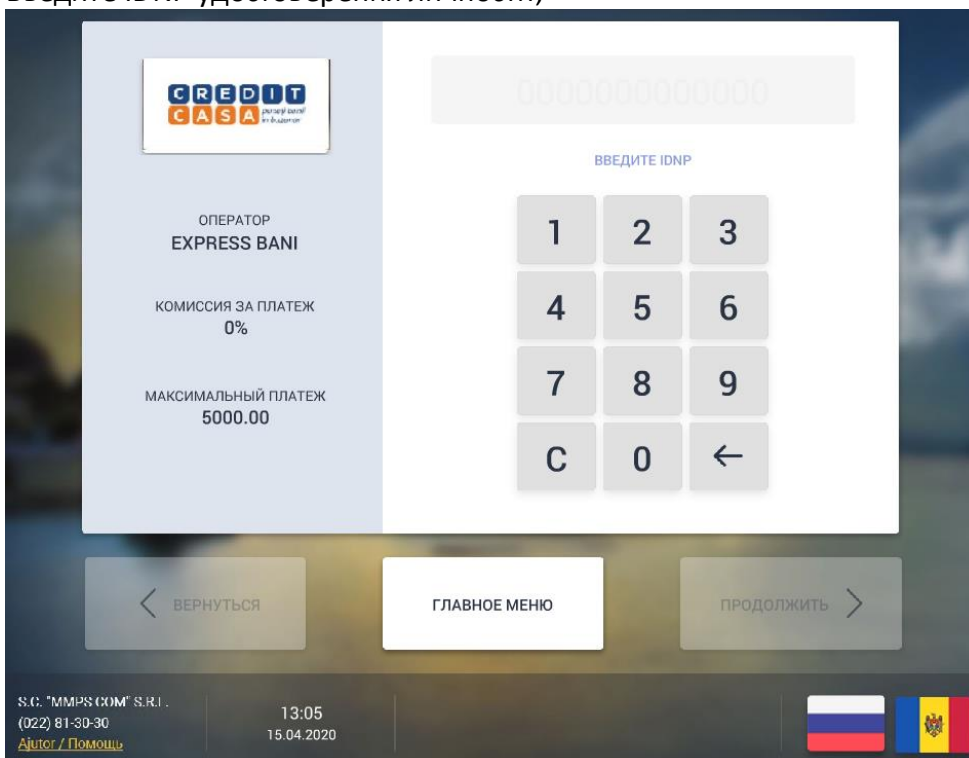 CREDIT
CASA
0000000000000
ВВЕДИТЕ IDNP
ОПЕРАТОР
EXPRESS BANI
КОМИССИЯ ЗА ПЛАТЕЖ
0%
МАКСИМАЛЬНЫЙ ПЛАТЕЖ
5000.00
1 2 3
4 5 6
7 8 9
C 0 ←
ВЕРНУТЬСЯ
ГЛАВНОЕ МЕНЮ
ПРОДОЛЖИТЬ
S.C. "MMPS COM" S.R.L.
(022) 81-30-30
Ajutor / Помощь
13:05
15.04.2020